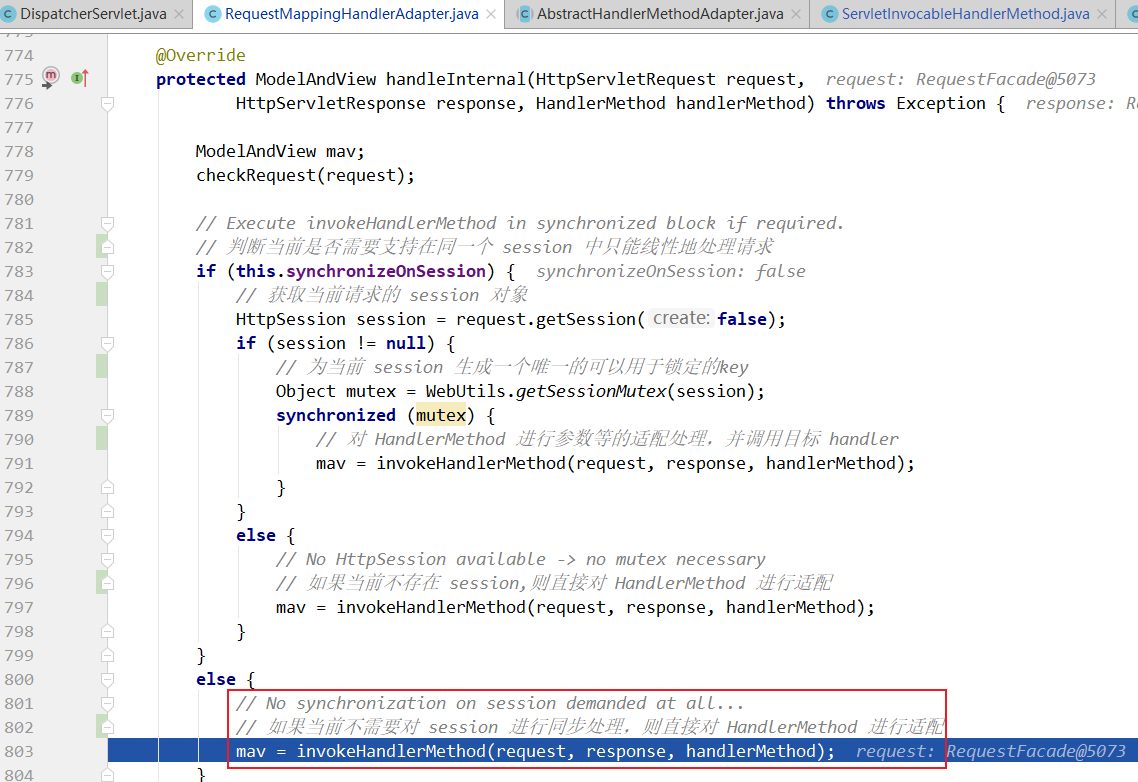 DispatcherServlet.java RequestMappingHandlerAdapter.java AbstractHandlerMethodAdapter.java ServletInvocableHandlerMethod.java
774 @Override
775 protected ModelAndView handleInternal(HttpServletRequest request, request: RequestFacade@5073
776 HttpServletResponse response, HandlerMethod handlerMethod) throws Exception { response:
777
778 ModelAndView mav;
779 checkRequest(request);
780
781 // Execute invokeHandlerMethod in synchronized block if required.
782 // 判断当前是否需要支持在同一个 session 中只能线性地处理请求
783 if (this.synchronizeOnSession) { synchronizeOnSession: false
784 // 获取当前请求的 session 对象
785 HttpSession session = request.getSession( create: false);
786 if (session != null) {
787 // 为当前 session 生成一个唯一的可以用于锁定的key
788 Object mutex = WebUtils.getSessionMutex(session);
789 synchronized (mutex) {
790 // 对 HandlerMethod 进行参数等的适配处理，并调用目标 handler
791 mav = invokeHandlerMethod(request, response, handlerMethod);
792 }
793 }
794 else {
795 // No HttpSession available -> no mutex necessary
796 // 如果当前不存在 session,则直接对 HandlerMethod 进行适配
797 mav = invokeHandlerMethod(request, response, handlerMethod);
798 }
799 }
800 else {
801 // No synchronization on session demanded at all...
802 // 如果当前不需要对 session 进行同步处理，则直接对 HandlerMethod 进行适配
803 mav = invokeHandlerMethod(request, response, handlerMethod); request: RequestFacade@5073
804 }